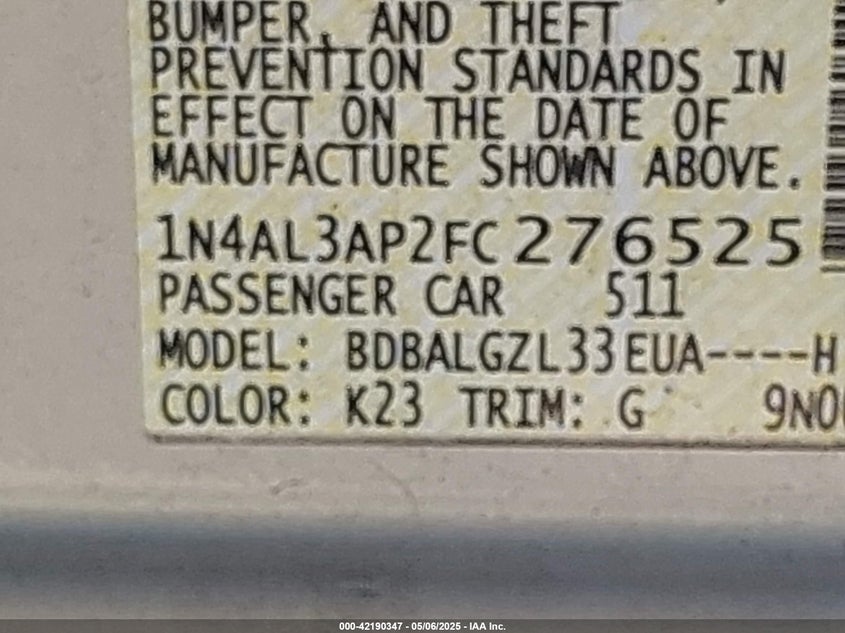 BUMPER, AND THEFT
PREVENTION STANDARDS IN
EFFECT ON THE DATE OF
MANUFACTURE SHOWN ABOVE.
1N4AL3AP2FC276525
PASSENGER CAR 511
MODEL: BDBALGZL33EUA----H
COLOR: K23 TRIM: G
000-42190347 - 05/06/2025 - IAA Inc.